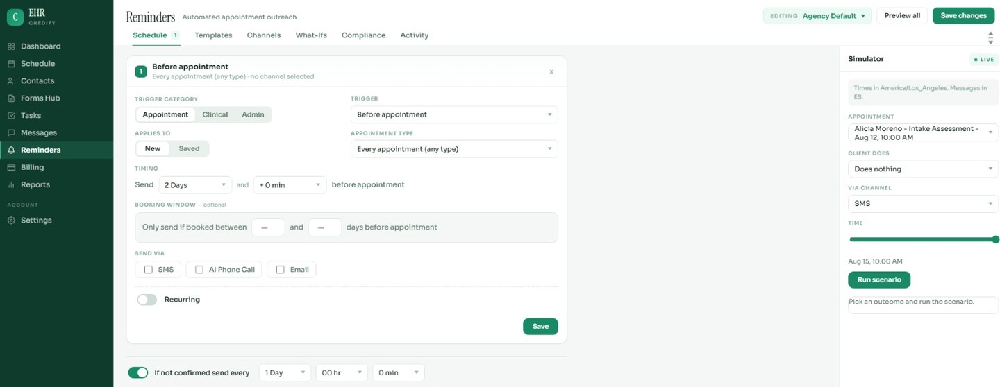 C
EHR
CREDIFY
Dashboard
Schedule
Contacts
Forms Hub
Tasks
Messages
Reminders
Billing
Reports
ACCOUNT
Settings
Reminders Automated appointment outreach
EDITING Agency Default
Preview all
Save changes
Schedule 1 Templates Channels What-Ifs Compliance Activity
1 Before appointment
Every appointment (any type) · no channel selected
x
TRIGGER CATEGORY
Appointment Clinical Admin
TRIGGER
Before appointment
APPLIES TO
New Saved
APPOINTMENT TYPE
Every appointment (any type)
TIMING
Send 2 Days and + 0 min before appointment
BOOKING WINDOW — optional
Only send if booked between — and — days before appointment
SEND VIA
SMS AI Phone Call Email
Recurring
Save
If not confirmed send every 1 Day 00 hr 0 min
Simulator
LIVE
Times in America/Los_Angeles. Messages in
ES.
APPOINTMENT
Alicia Moreno - Intake Assessment -
Aug 12, 10:00 AM
CLIENT DOES
Does nothing
VIA CHANNEL
SMS
TIME
Aug 15, 10:00 AM
Run scenario
Pick an outcome and run the scenario.